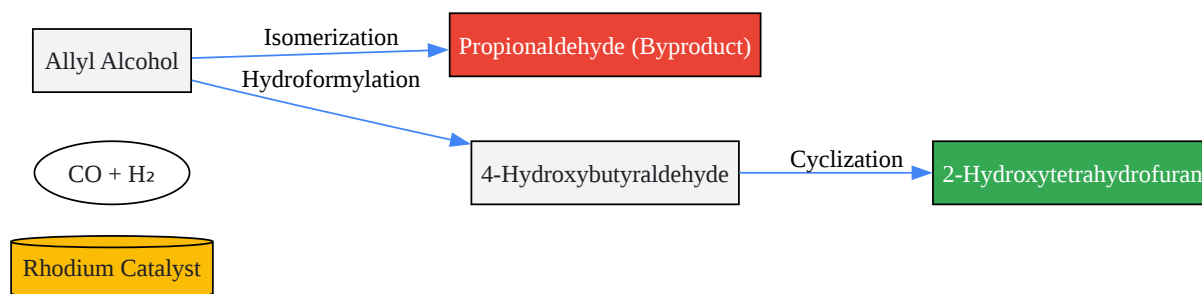 Isomerization
Allyl Alcohol
Propionaldehyde (Byproduct)
Hydroformylation
CO + H₂
4-Hydroxybutyraldehyde
Cyclization
2-Hydroxytetrahydrofuran
Rhodium Catalyst